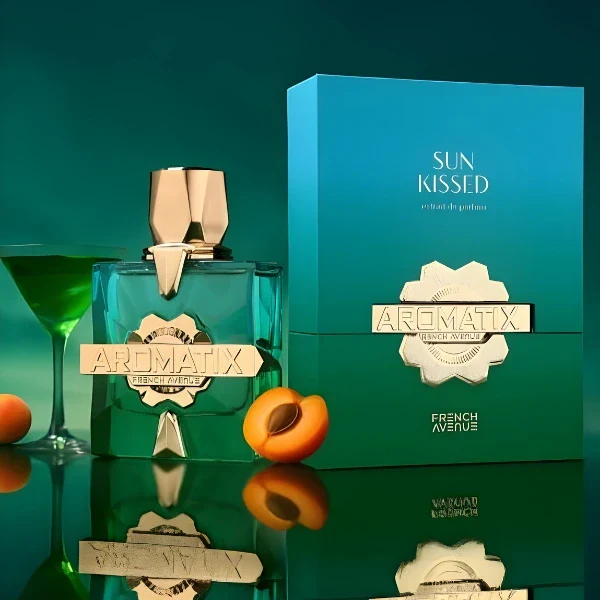 SUN
KISSED
extrait de parfum
AROMATIX
FRENCH AVENUE
FRENCH
AVENUE
AROMATIX
FRENCH AVENUE